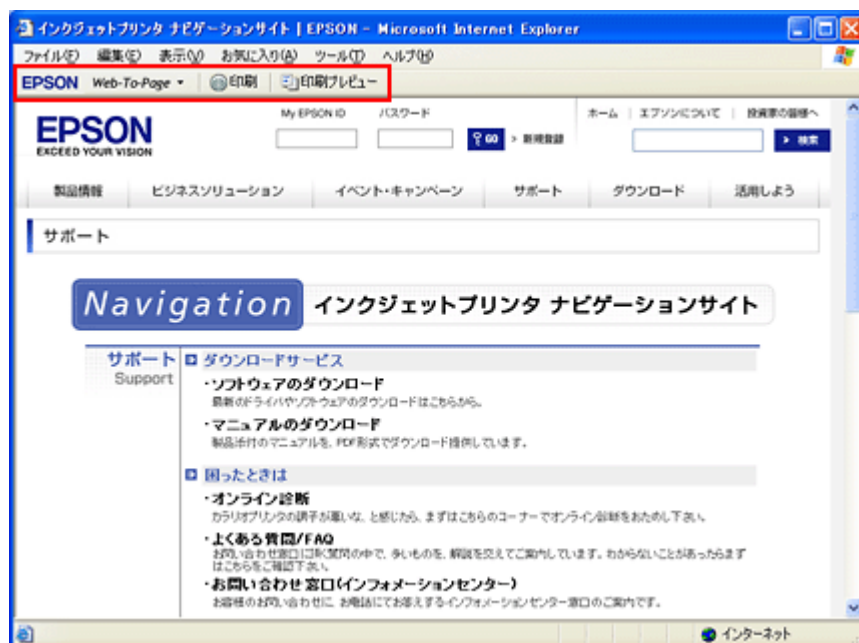 インクジェットプリンタ ナビゲーションサイト | EPSON - Microsoft Internet Explorer
ファイル(F) 編集(E) 表示(V) お気に入り(A) ツール(T) ヘルプ(H)
EPSON Web-To-Page 印刷 印刷プレビュー
My EPSON ID パスワード ホーム | エプソンについて | 投資家の皆様へ
EPSON
EXCEED YOUR VISION
GO > 新規登録 検索
製品情報 ビジネスソリューション イベント・キャンペーン サポート ダウンロード 活用しよう
サポート
Navigation インクジェットプリンタ ナビゲーションサイト
サポート
Support
ダウンロードサービス
・ソフトウェアのダウンロード
最新のドライバやソフトウェアのダウンロードはこちらから。
・マニュアルのダウンロード
製品添付のマニュアルを、PDF形式でダウンロード提供しています。
困ったときは
・オンライン診断
カラリオプリンタの調子が悪いな、と感じたら、まずはこちらのコーナーでオンライン診断をおためし下さい。
・よくある質問/FAQ
お問い合わせ窓口に届く質問の中で、多いものを、解説を交えてご案内しています。わからないことがあったらまず
はこちらをご確認下さい。
・お問い合わせ窓口(インフォメーションセンター)
お客様のお問い合わせに、お電話にてお答えするインフォメーションセンター窓口のご案内です。
インターネット